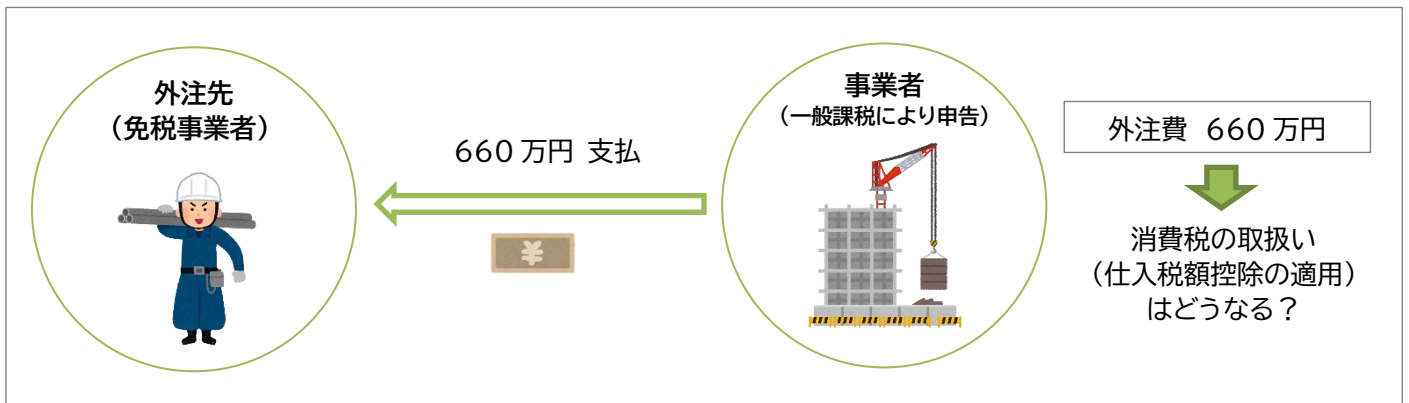 外注先
（免税事業者）
660 万円 支払
¥
事業者
（一般課税により申告）
外注費 660 万円
消費税の取扱い
（仕入税額控除の適用）
はどうなる？